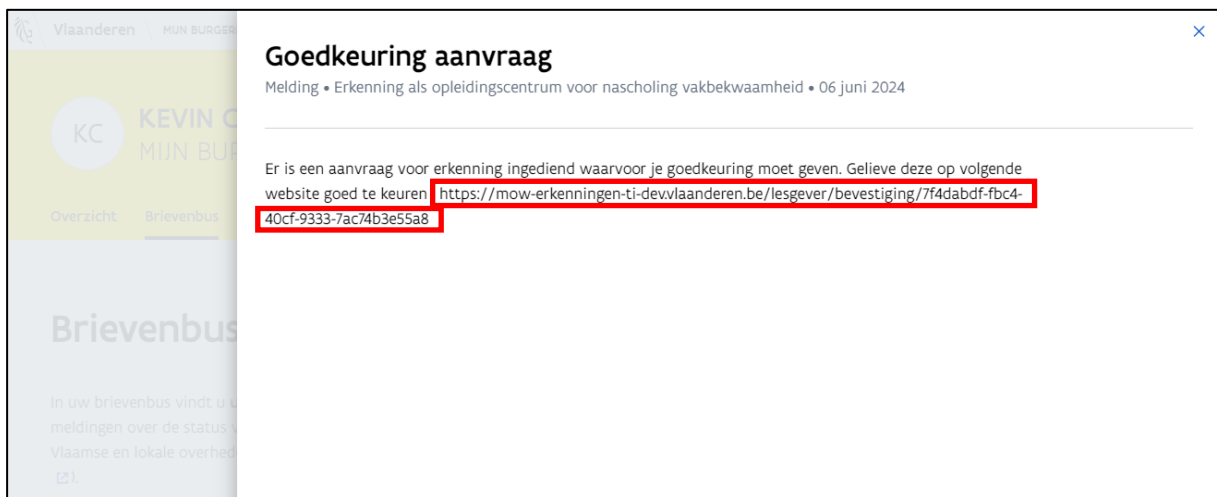 Vlaanderen MIJN BURGER
KC
KEVIN C
MIJN BUR
Overzicht Brievenbus
Brievenbus
In uw brievenbus vindt u u
meldingen over de status v
Vlaamse en lokale overhed
).
×
Goedkeuring aanvraag
Melding • Erkenning als opleidingscentrum voor nascholing vakbekwaamheid • 06 juni 2024
Er is een aanvraag voor erkenning ingediend waarvoor je goedkeuring moet geven. Gelieve deze op volgende
website goed te keuren https://mow-erkenningen-ti-dev.vlaanderen.be/lesgever/bevestiging/7f4dabdf-fbc4-
40cf-9333-7ac74b3e55a8